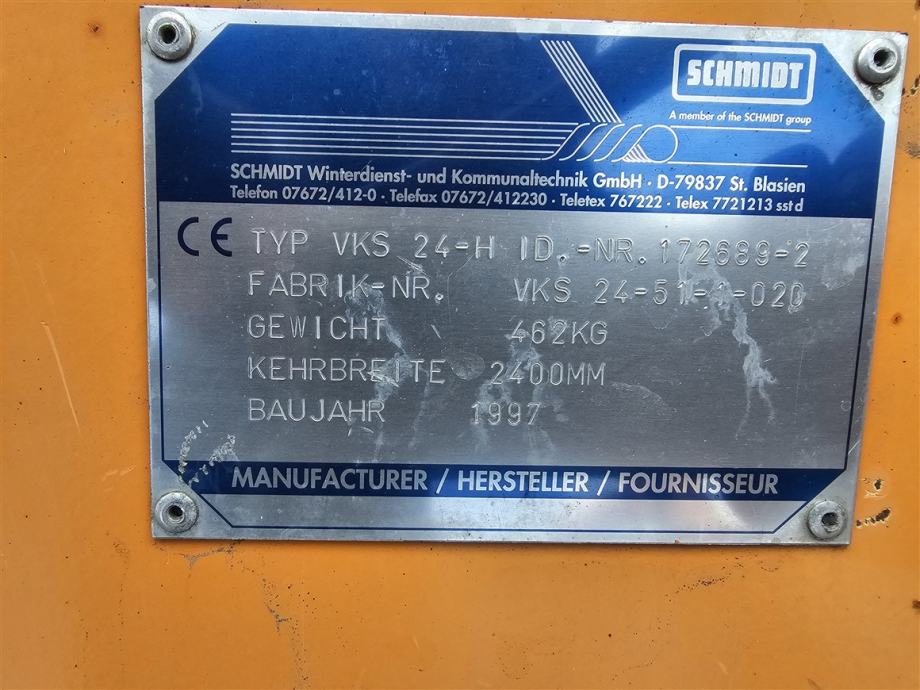 SCHMIDT
A member of the SCHMIDT group
SCHMIDT Winterdienst- und Kommunaltechnik GmbH · D-79837 St. Blasien
Telefon 07672/412-0 · Telefax 07672/412230 · Teletex 767222 · Telex 7721213 sst d
CE TYP VKS 24-H ID.-NR. 172689-2
FABRIK-NR. VKS 24-51-1-020
GEWICHT 462KG
KEHRBREITE 2400MM
BAUJAHR 1997
MANUFACTURER / HERSTELLER / FOURNISSEUR